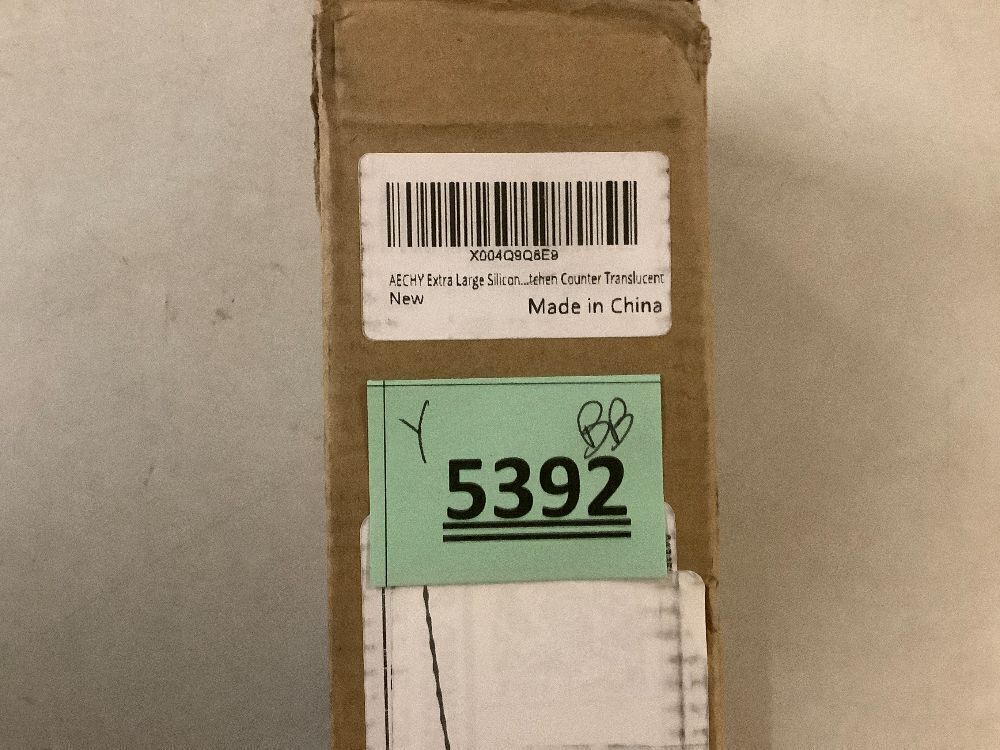 X004Q9Q8E9
AECHY Extra Large Silicon...tchen Counter Translucent
New
Made in China
Y
BB
5392